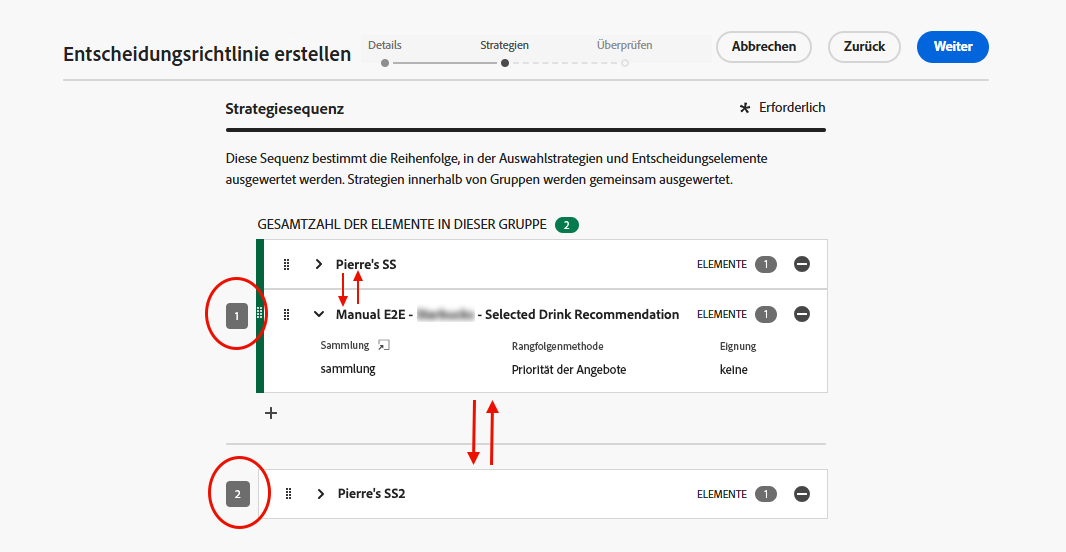 Entscheidungsrichtlinie erstellen
Details
Strategien
Überprüfen
Abbrechen
Zurück
Weiter
Strategiesequenz
* Erforderlich
Diese Sequenz bestimmt die Reihenfolge, in der Auswahlstrategien und Entscheidungselemente
ausgewertet werden. Strategien innerhalb von Gruppen werden gemeinsam ausgewertet.
GESAMTZAHL DER ELEMENTE IN DIESER GRUPPE 2
Pierre's SS ELEMENTE 1
1
Manual E2E - - Selected Drink Recommendation ELEMENTE 1
Sammlung Rangfolgenmethode Eignung
sammlung Priorität der Angebote keine
+
2
Pierre's SS2 ELEMENTE 1